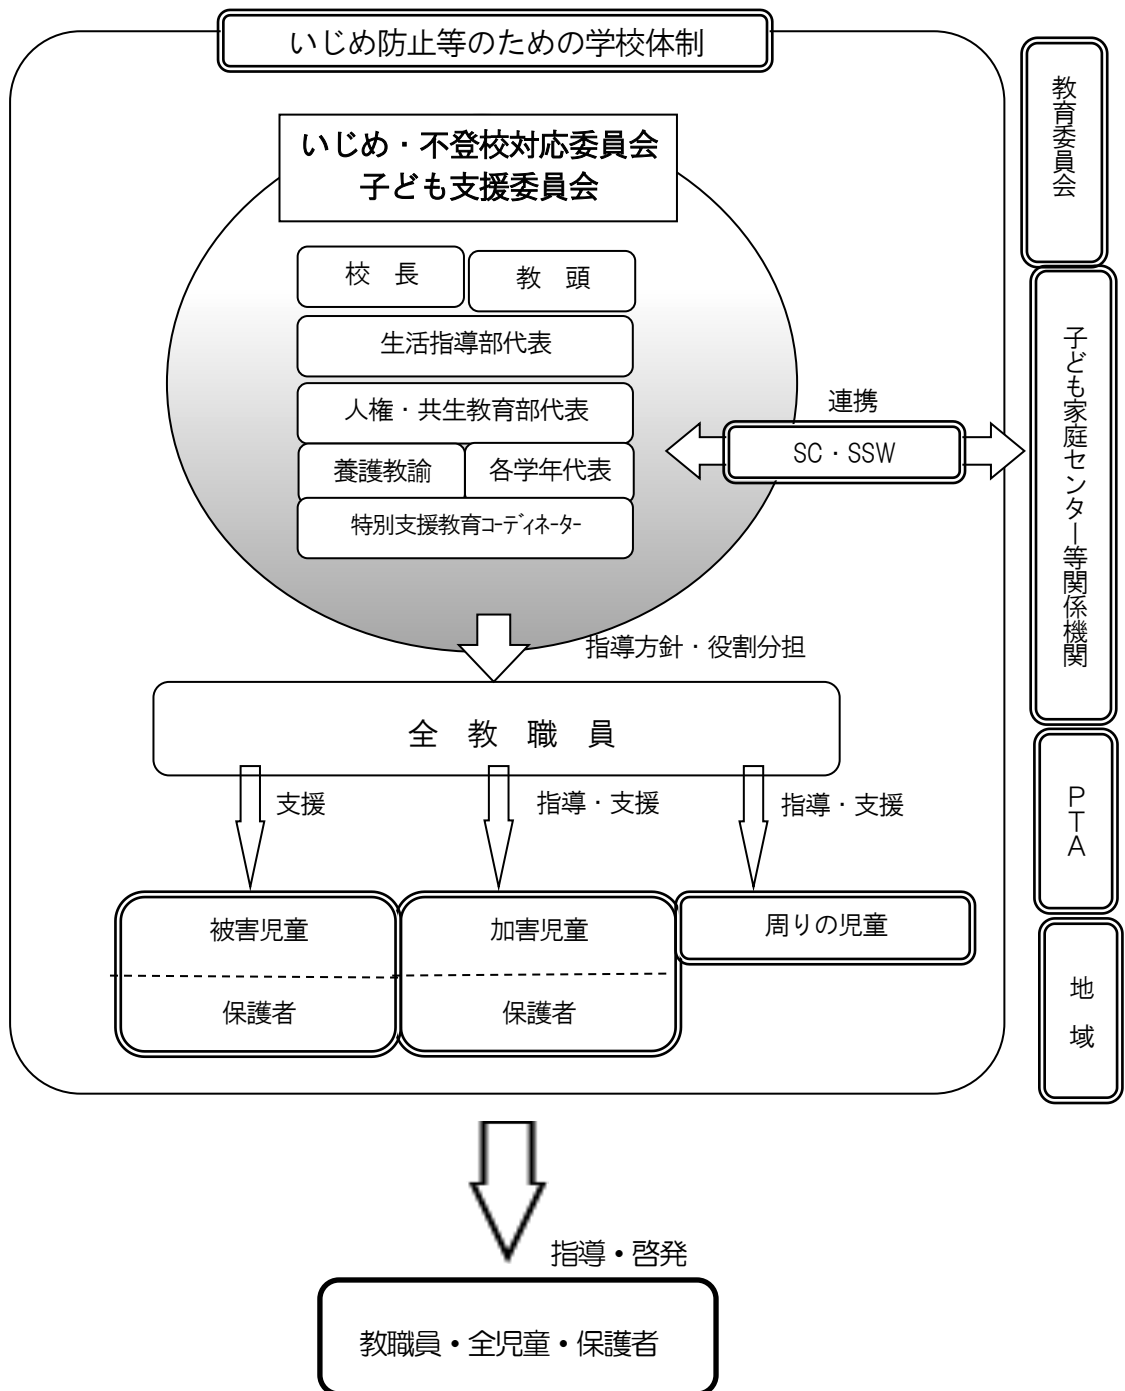 いじめ防止等のための学校体制
いじめ・不登校対応委員会
子ども支援委員会
校　長
教　頭
生活指導部代表
人権・共生教育部代表
養護教諭
各学年代表
特別支援教育ｺｰﾃﾞｨﾈｰﾀｰ
連携
SC・SSW
指導方針・役割分担
全　教　職　員
支援
指導・支援
指導・支援
被害児童
保護者
加害児童
保護者
周りの児童
教育委員会
子ども家庭センター等関係機関
ＰＴＡ
地　域
指導・啓発
教職員・全児童・保護者